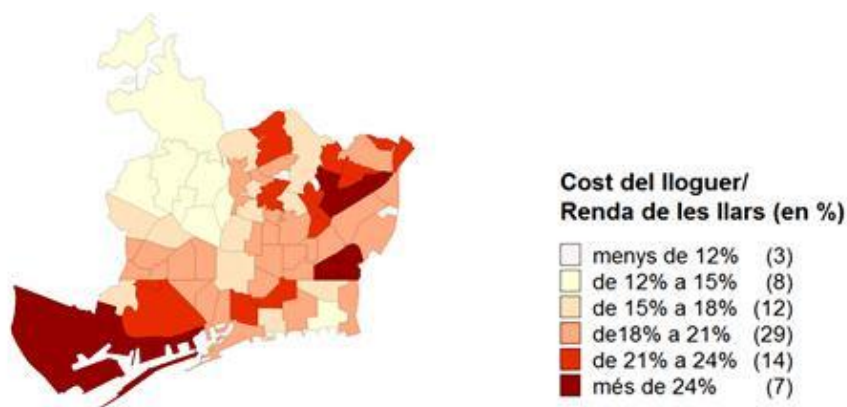 Cost del lloguer/
Renda de les llars (en %)
menys de 12% (3)
de 12% a 15% (8)
de 15% a 18% (12)
de18% a 21% (29)
de 21% a 24% (14)
més de 24% (7)